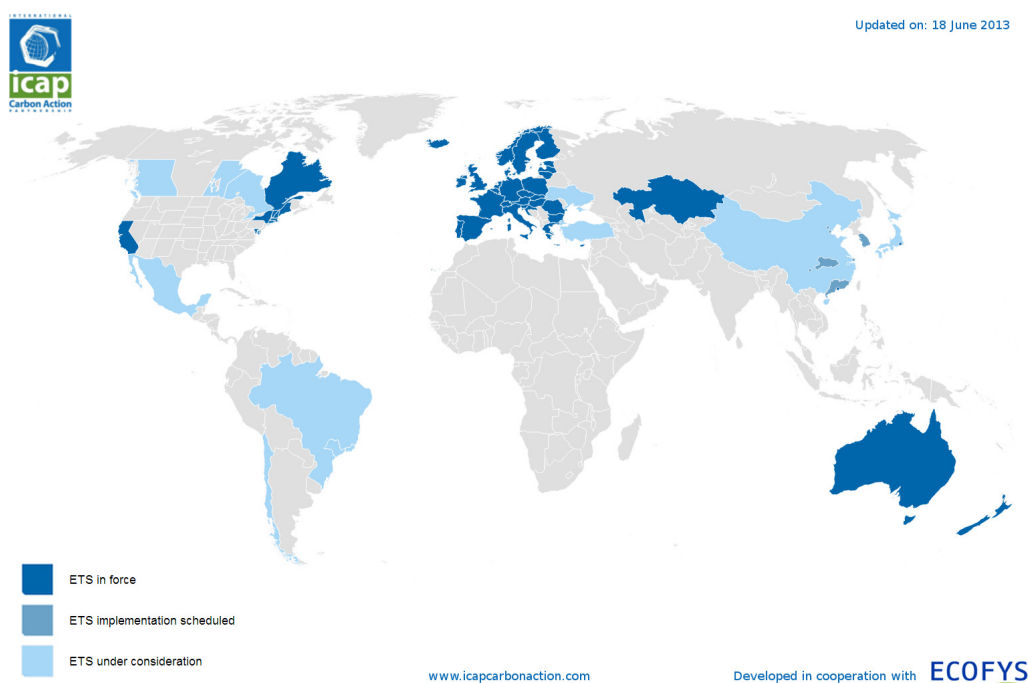 INTERNATIONAL
icap
Carbon Action
PARTNERSHIP
Updated on: 18 June 2013
ETS in force
ETS implementation scheduled
ETS under consideration
www.icapcarbonaction.com
Developed in cooperation with ECOFYS